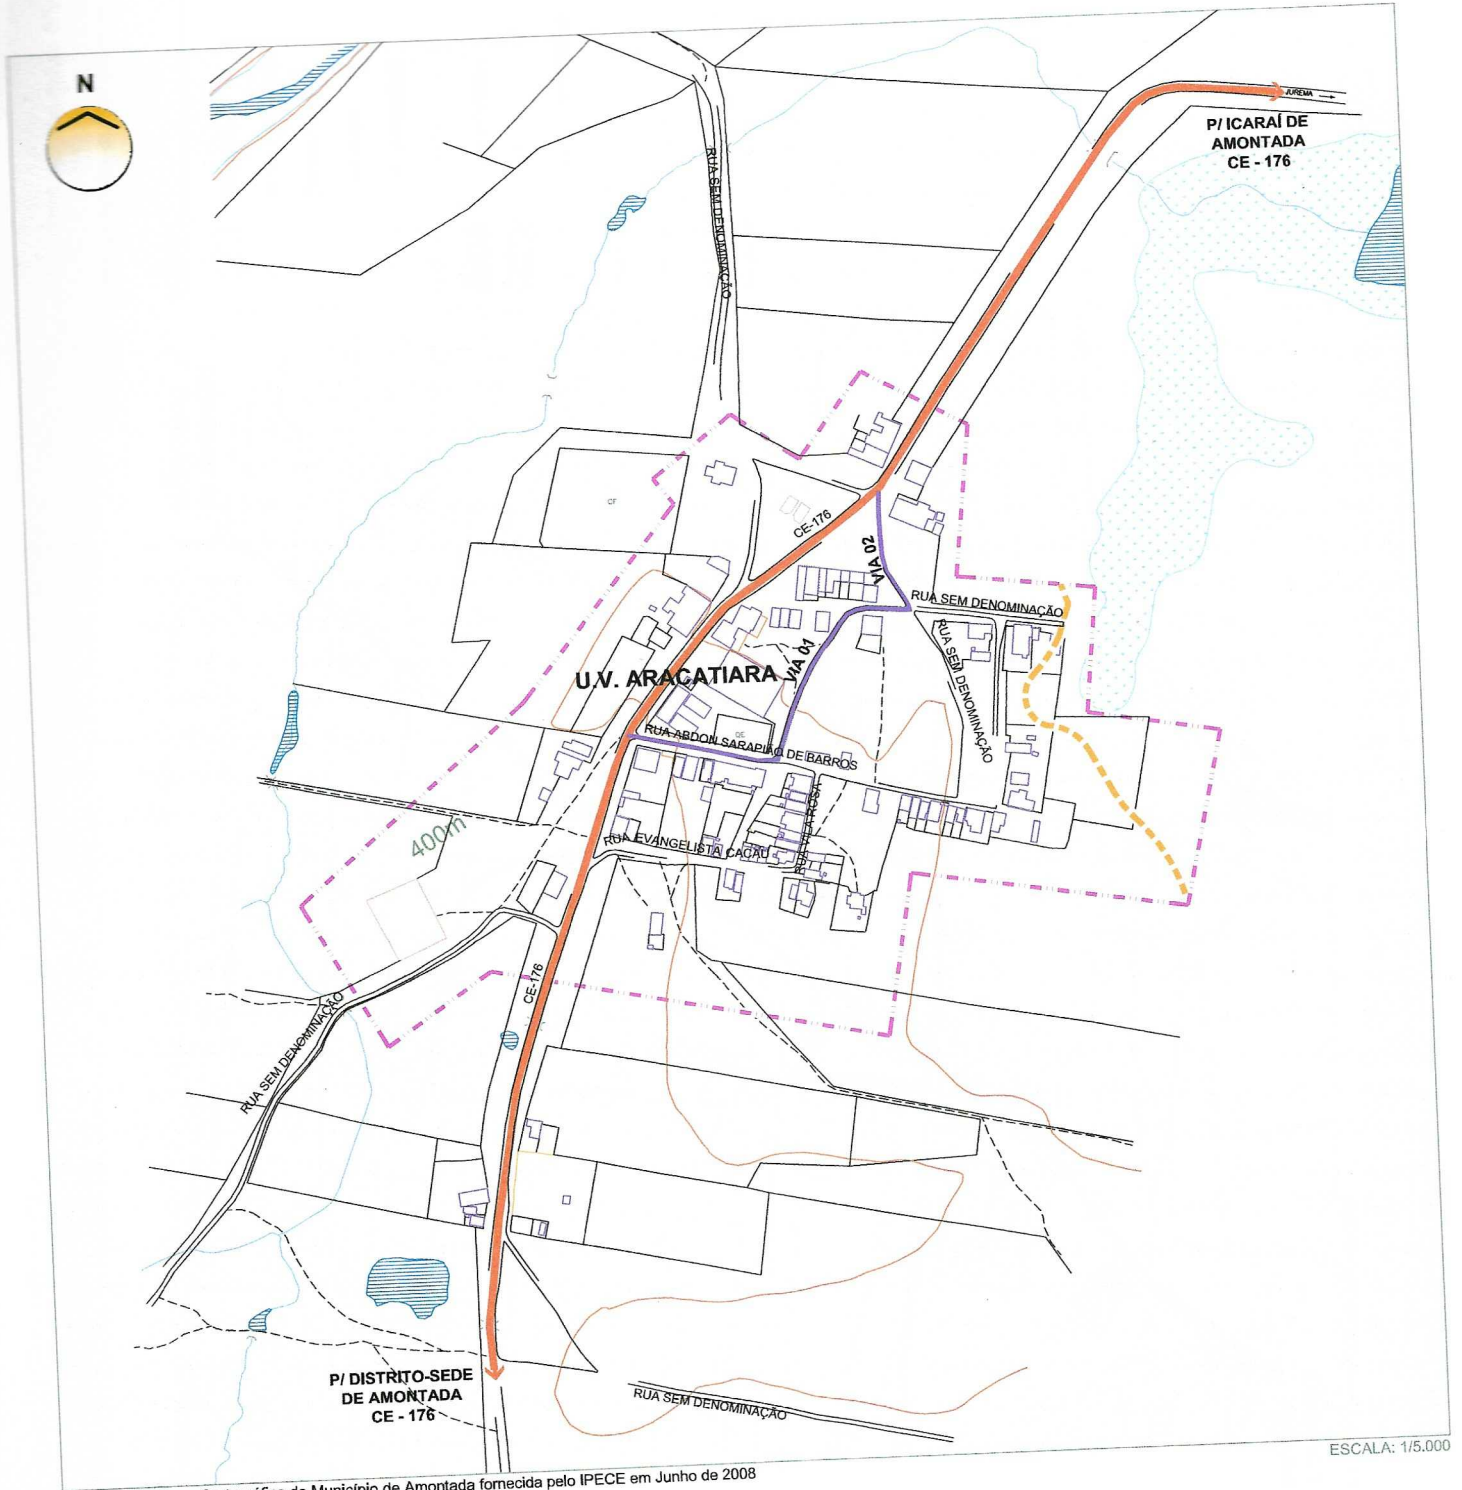 N
JUREMA
P/ ICARAÍ DE
AMONTADA
CE - 176
RUA SEM DENOMINAÇÃO
CF
CE-176
VIA 02
RUA SEM DENOMINAÇÃO
RUA SEM DENOMINAÇÃO
VIA 01
U.V. ARACATIARA
RUA ABDON SARAPIÃO DE BARROS
400m
RUA EVANGELISTA CACAU
ROSA
CE-176
RUA SEM DENOMINAÇÃO
P/ DISTRITO-SEDE
DE AMONTADA
CE - 176
RUA SEM DENOMINAÇÃO
ESCALA: 1/5.000
do Município de Amontada fornecida pelo IPECE em Junho de 2008